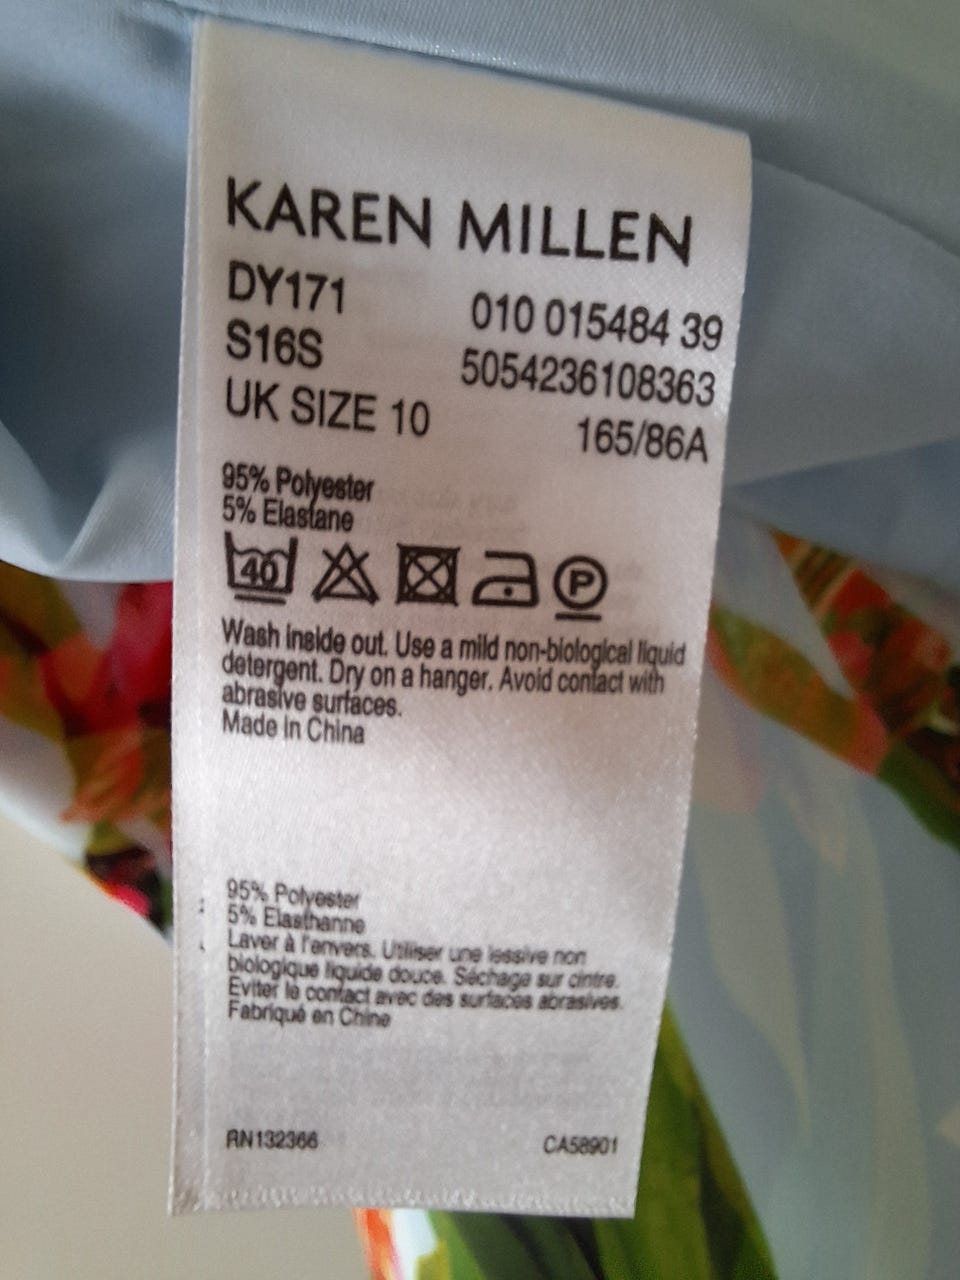 KAREN MILLEN
DY171 010 015484 39
S16S 5054236108363
UK SIZE 10 165/86A
95% Polyester
5% Elastane
40 P
Wash inside out. Use a mild non-biological liquid
detergent. Dry on a hanger. Avoid contact with
abrasive surfaces.
Made in China
95% Polyester
5% Elasthanne
Laver à l'envers. Utiliser une lessive non
biologique liquide douce. Séchage sur cintre.
Eviter le contact avec des surfaces abrasives.
Fabriqué en Chine
RN132366 CA58901